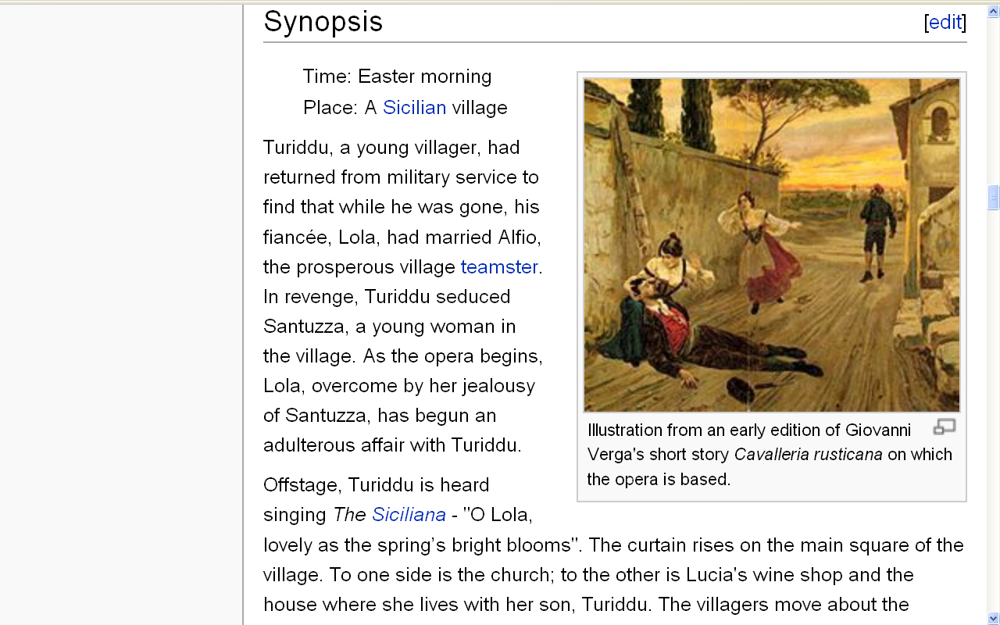 Synopsis
[edit]
Time: Easter morning
Place: A Sicilian village
Turiddu, a young villager, had
returned from military service to
find that while he was gone, his
fiancée, Lola, had married Alfio,
the prosperous village teamster.
In revenge, Turiddu seduced
Santuzza, a young woman in
the village. As the opera begins,
Lola, overcome by her jealousy
of Santuzza, has begun an
adulterous affair with Turiddu.
Illustration from an early edition of Giovanni
Verga's short story Cavalleria rusticana on which
the opera is based.
Offstage, Turiddu is heard
singing The Siciliana - "O Lola,
lovely as the spring's bright blooms". The curtain rises on the main square of the
village. To one side is the church; to the other is Lucia's wine shop and the
house where she lives with her son, Turiddu. The villagers move about the